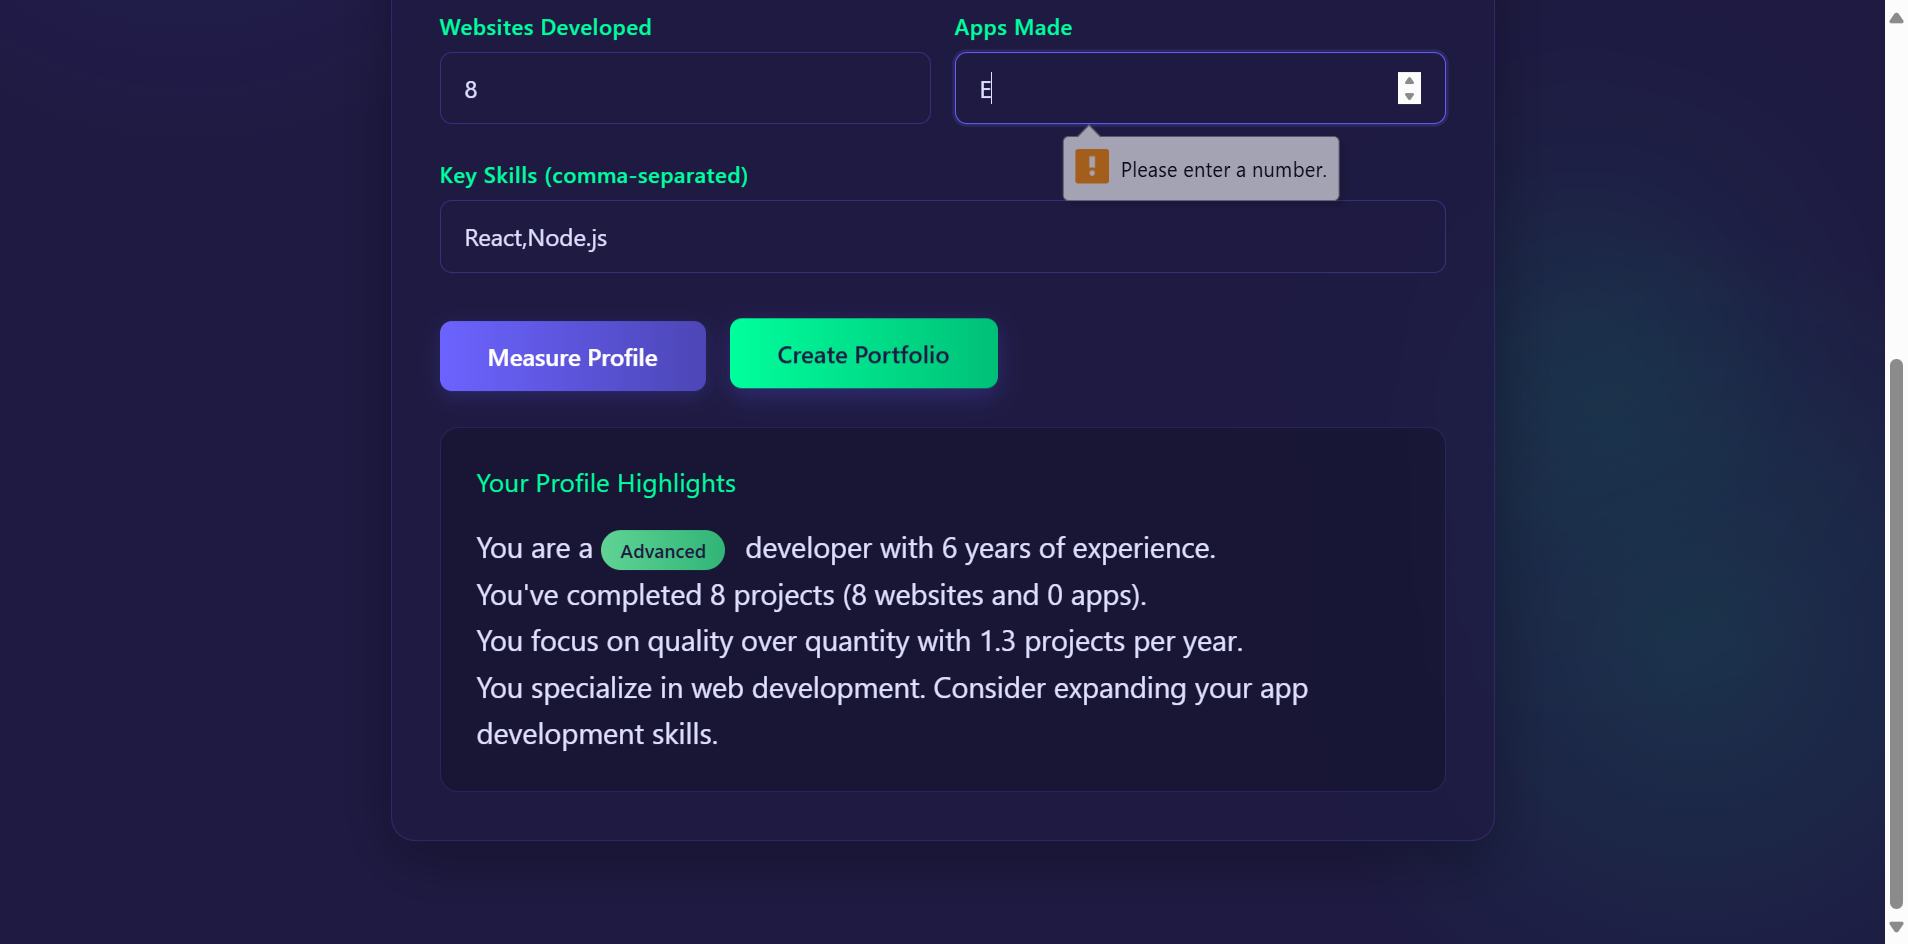 Websites Developed
Apps Made
8
E
Please enter a number.
Key Skills (comma-separated)
React,Node.js
Measure Profile
Create Portfolio
Your Profile Highlights
You are a Advanced developer with 6 years of experience.
You've completed 8 projects (8 websites and 0 apps).
You focus on quality over quantity with 1.3 projects per year.
You specialize in web development. Consider expanding your app
development skills.